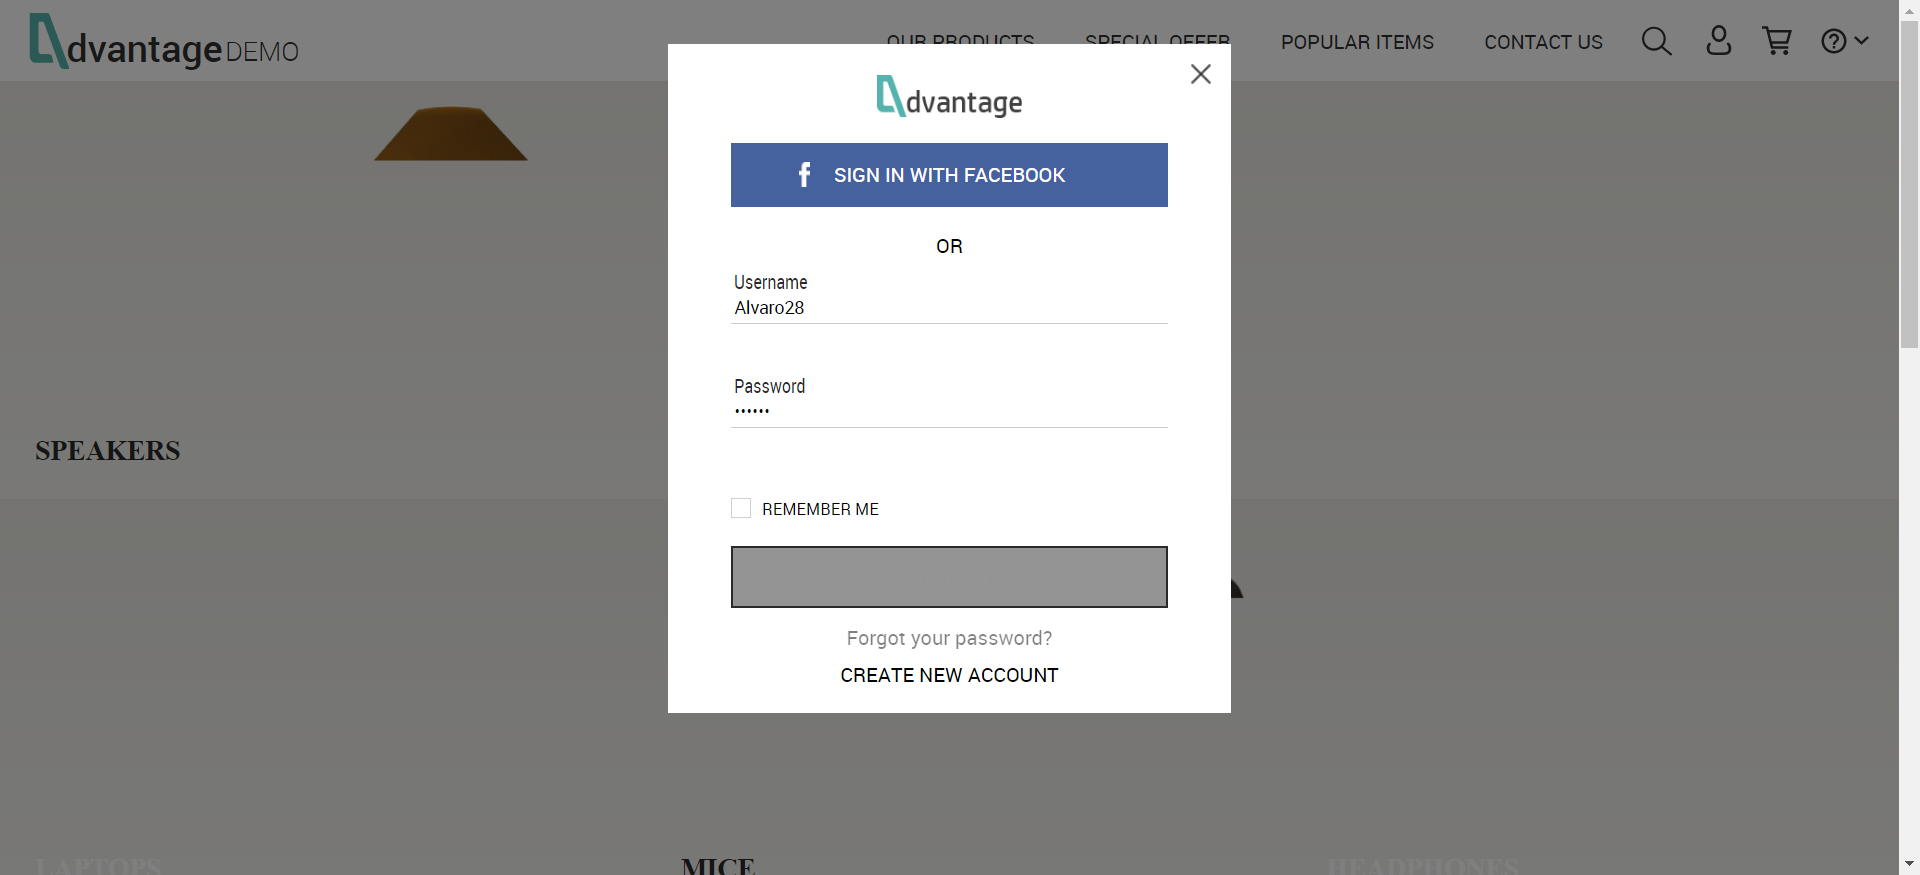 dvantage DEMO
OUR PRODUCTS
SPECIAL OFFER
POPULAR ITEMS
CONTACT US
dvantage
SIGN IN WITH FACEBOOK
OR
Username
Alvaro28
Password
••••••
REMEMBER ME
Forgot your password?
CREATE NEW ACCOUNT
SPEAKERS
LAPTOPS
MICE
HEADPHONES